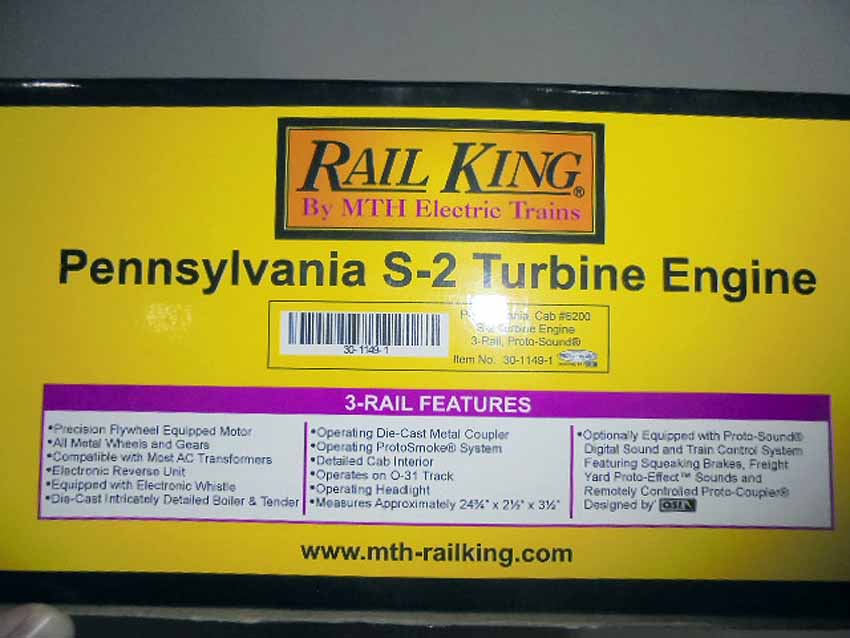 RAIL KING®
By MTH Electric Trains
Pennsylvania S-2 Turbine Engine
30-1149-1
Cab #6200
S-2 Turbine Engine
3-Rail, Proto-Sound®
Item No. 30-1149-1
3-RAIL FEATURES
•Precision Flywheel Equipped Motor
•All Metal Wheels and Gears
•Compatible with Most AC Transformers
•Electronic Reverse Unit
•Equipped with Electronic Whistle
•Die-Cast Intricately Detailed Boiler & Tender
•Operating Die-Cast Metal Coupler
•Operating ProtoSmoke® System
•Detailed Cab Interior
•Operates on O-31 Track
•Operating Headlight
•Measures Approximately 24¾" x 2½" x 3½"
•Optionally Equipped with Proto-Sound®
Digital Sound and Train Control System
Featuring Squeaking Brakes, Freight
Yard Proto-Effect™ Sounds and
Remotely Controlled Proto-Coupler®
Designed by QSI
www.mth-railking.com